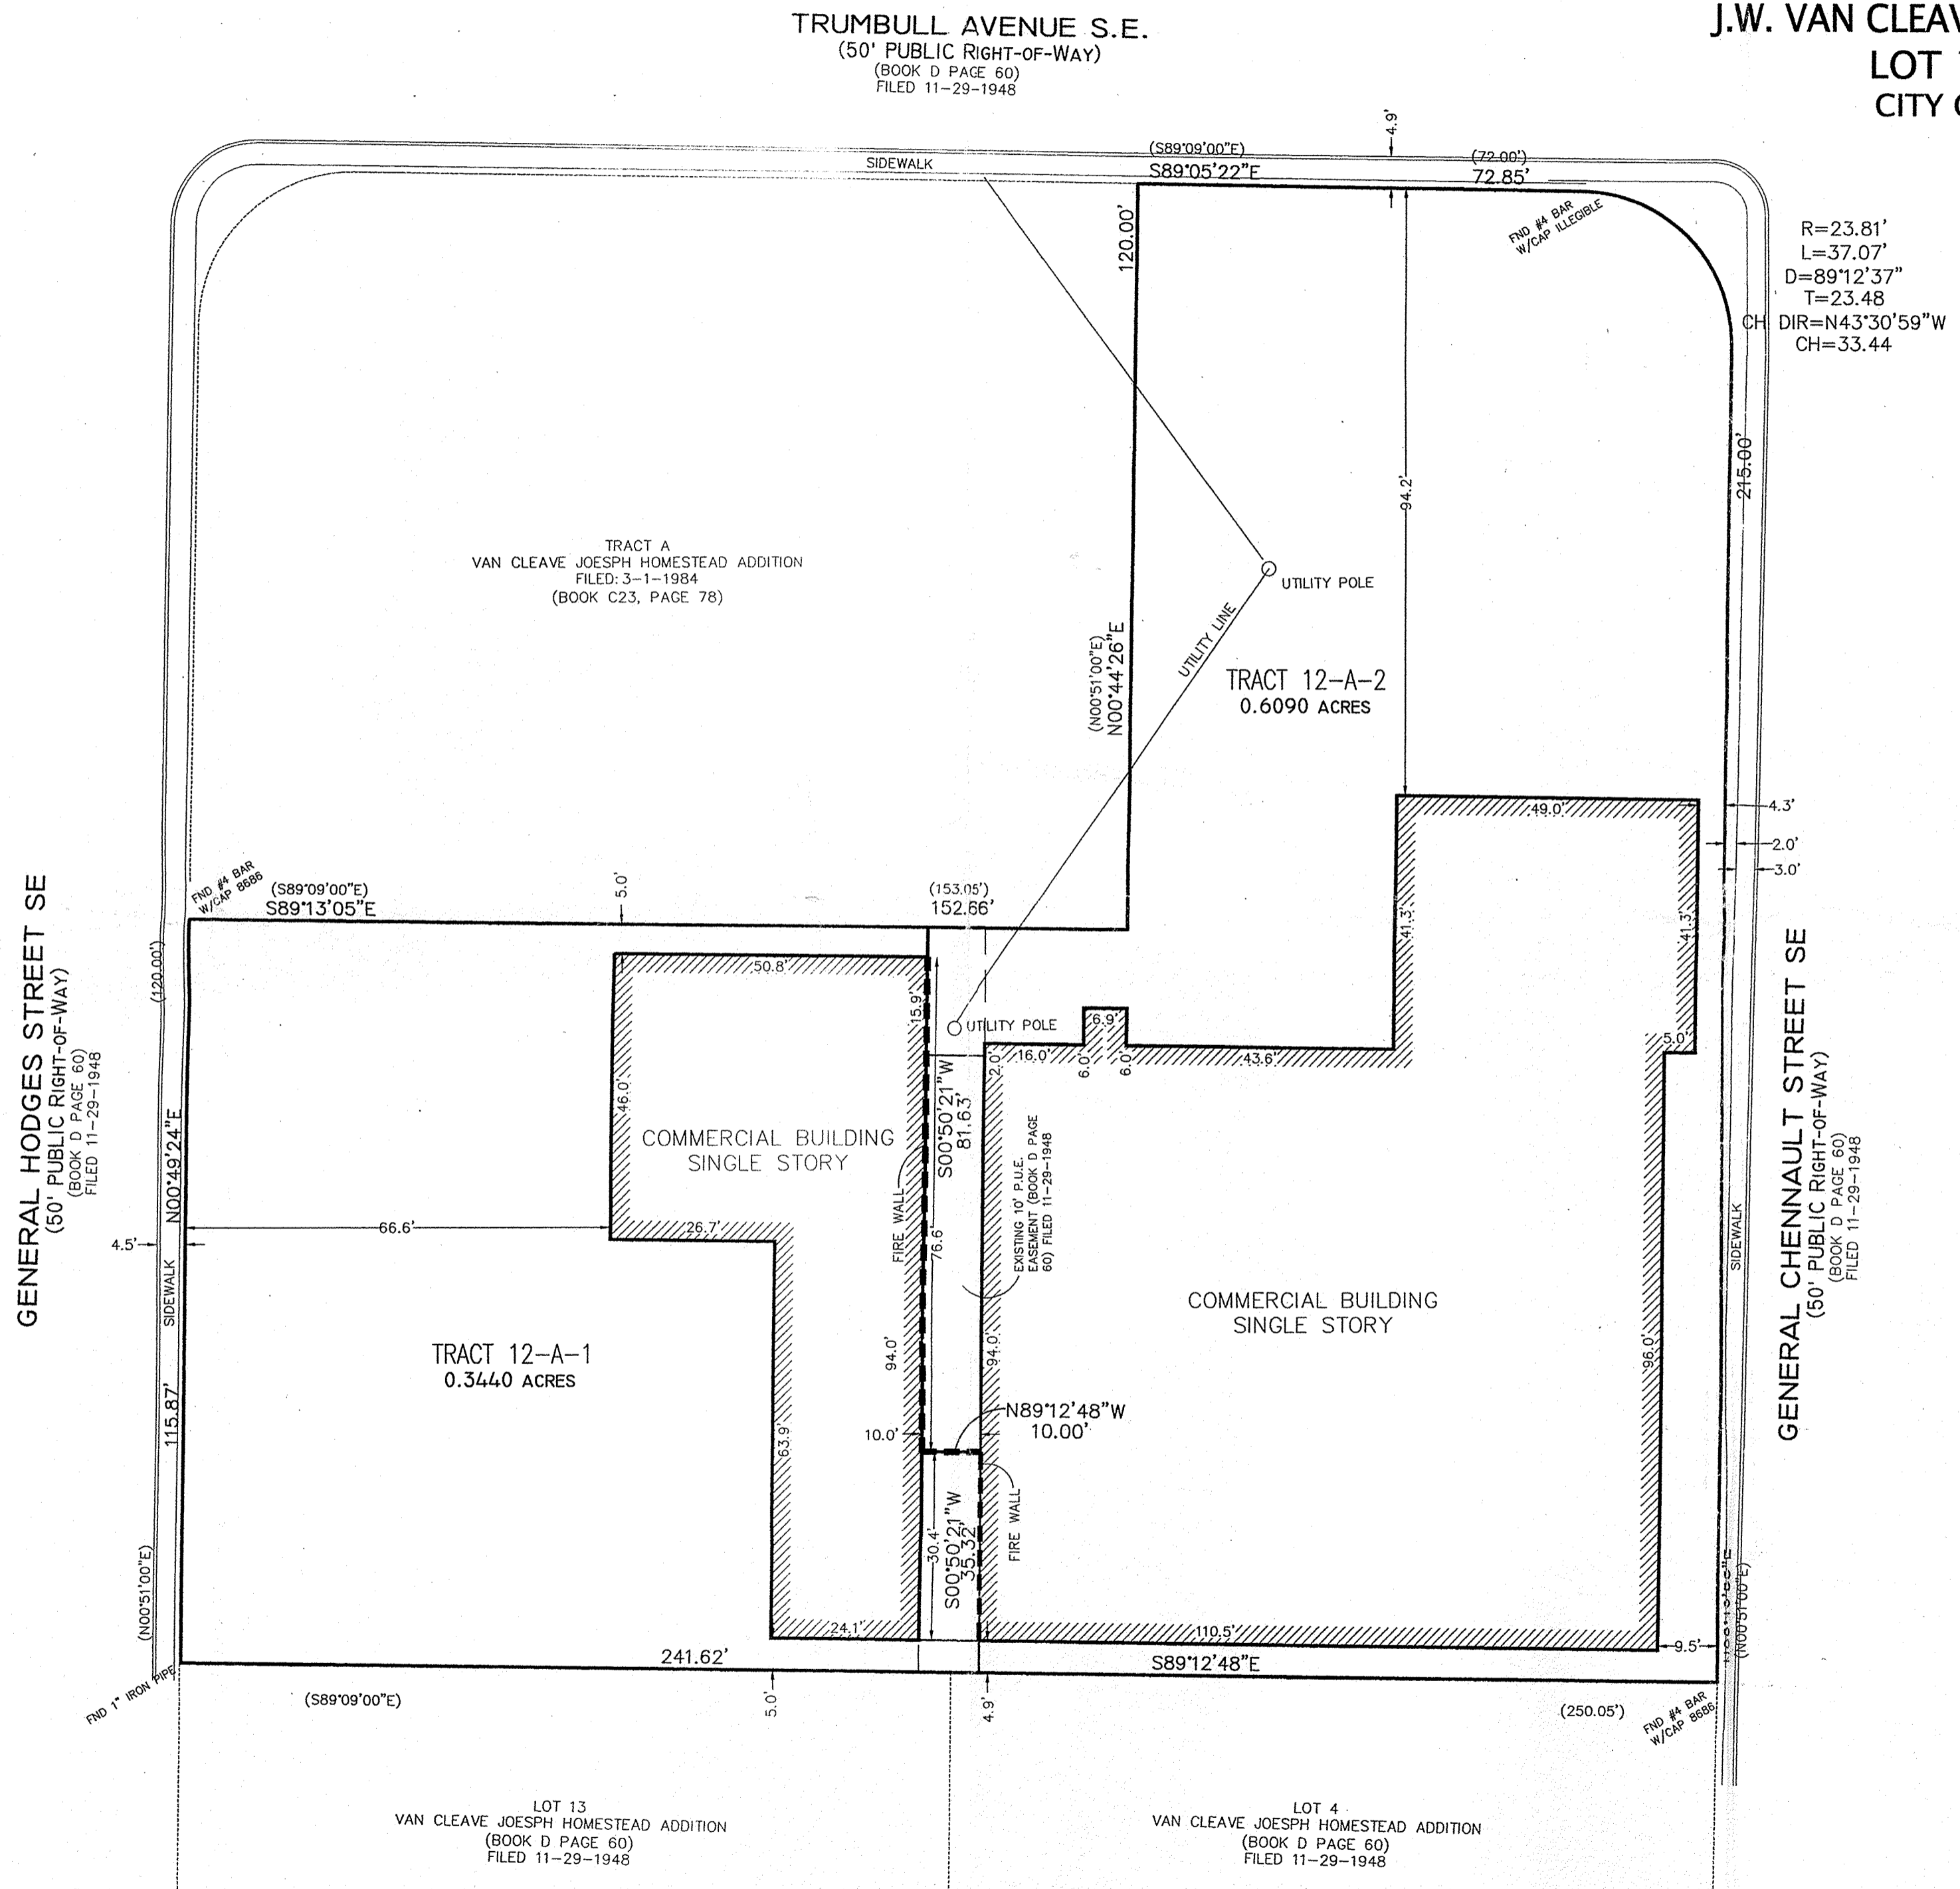 TRUMBULL AVENUE S.E.
(50' PUBLIC RIGHT-OF-WAY)
(BOOK D PAGE 60)
FILED 11-29-1948
J.W. VAN CLEAV
LOT
CITY
SIDEWALK
(S89°09'00"E)
S89°05'22"E
4.9'
(72.00')
72.85'
FND #4 BAR
W/CAP ILLEGIBLE
R=23.81'
L=37.07'
D=89°12'37"
T=23.48
CH DIR=N43°30'59"W
CH=33.44
120.00'
94.2'
215.00'
TRACT A
VAN CLEAVE JOESPH HOMESTEAD ADDITION
FILED: 3-1-1984
(BOOK C23, PAGE 78)
UTILITY POLE
UTILITY LINE
(N00°51'00"E)
N00°44'26"E
TRACT 12-A-2
0.6090 ACRES
49.0'
4.3'
2.0'
3.0'
41.3'
41.3'
5.0'
FND #4 BAR
W/CAP 8686
(S89°09'00"E)
S89°13'05"E
5.0'
(153.05')
152.66'
GENERAL HODGES STREET SE
(50' PUBLIC RIGHT-OF-WAY)
(BOOK D PAGE 60)
FILED 11-29-1948
(120.00')
N00°49'24"E
4.5'
SIDEWALK
115.87'
(N00°51'00"E)
50.8'
15.9'
UTILITY POLE
6.9'
2.0'
16.0'
6.0'
6.0'
43.6'
46.0'
COMMERCIAL BUILDING
SINGLE STORY
S00°50'21"W
81.63'
FIRE WALL
76.6'
EXISTING 10' P.U.E.
EASEMENT (BOOK D PAGE
60) FILED 11-29-1948
66.6'
26.7'
COMMERCIAL BUILDING
SINGLE STORY
TRACT 12-A-1
0.3440 ACRES
94.0'
94.0'
96.0'
63.9'
10.0'
N89°12'48"W
10.00'
30.4'
S00°50'21"W
35.32'
FIRE WALL
24.1'
110.5'
9.5'
GENERAL CHENNAULT STREET SE
(50' PUBLIC RIGHT-OF-WAY)
(BOOK D PAGE 60)
FILED 11-29-1948
SIDEWALK
(N00°51'00"E)
241.62'
S89°12'48"E
FND 1" IRON PIPE
(S89°09'00"E)
5.0'
4.9'
(250.05')
FND #4 BAR
W/CAP 8686
LOT 13
VAN CLEAVE JOESPH HOMESTEAD ADDITION
(BOOK D PAGE 60)
FILED 11-29-1948
LOT 4
VAN CLEAVE JOESPH HOMESTEAD ADDITION
(BOOK D PAGE 60)
FILED 11-29-1948